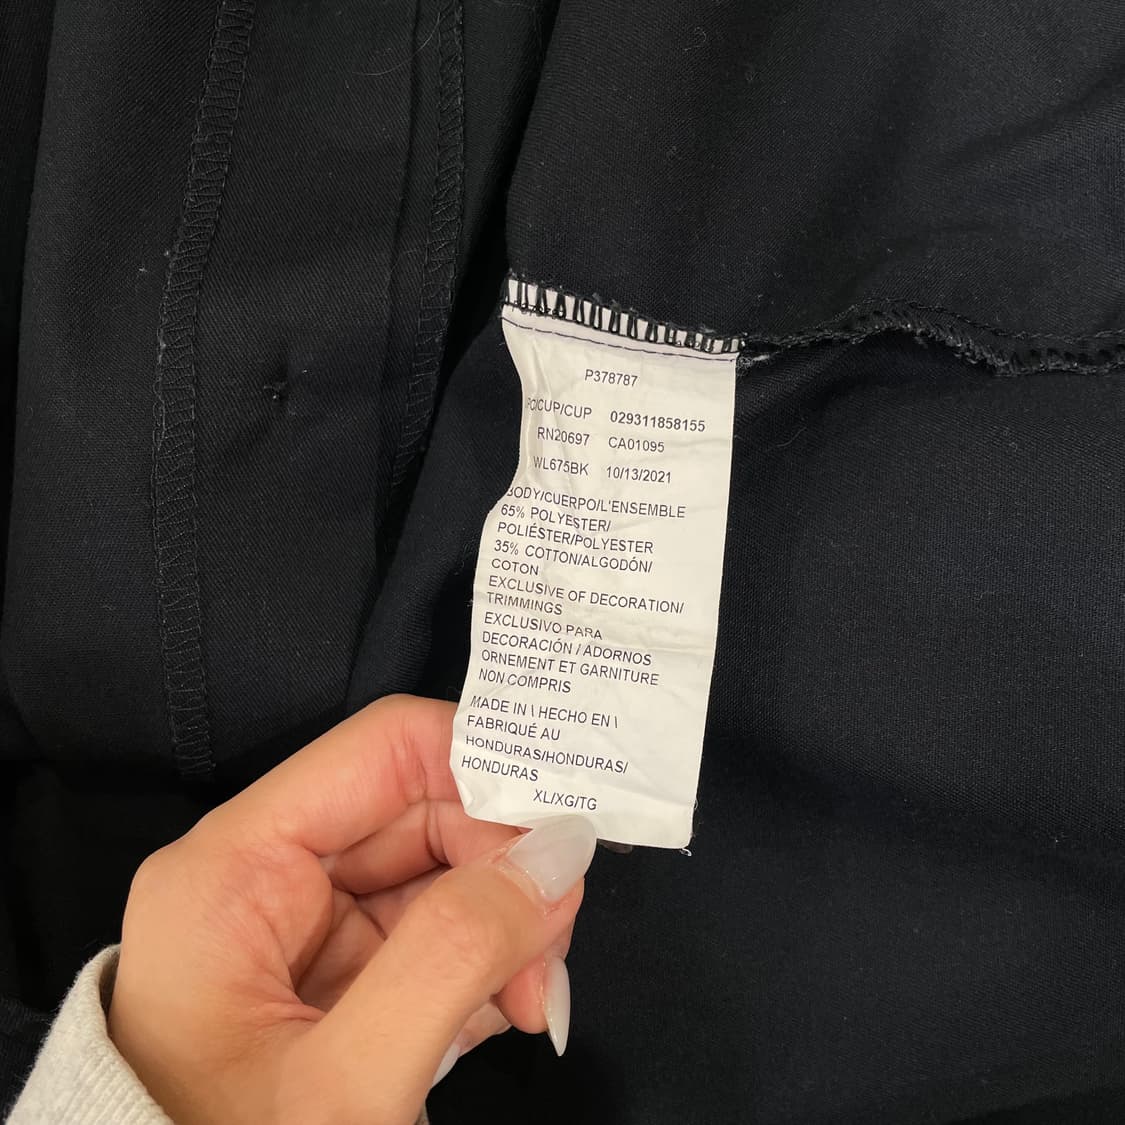 P378787
PC/CUP/CUP 029311858155
RN20697 CA01095
WL675BK 10/13/2021
BODY/CUERPO/L'ENSEMBLE
65% POLYESTER/
POLIÉSTER/POLYESTER
35% COTTON/ALGODÓN/
COTON
EXCLUSIVE OF DECORATION/
TRIMMINGS
EXCLUSIVO PARA
DECORACIÓN / ADORNOS
ORNEMENT ET GARNITURE
NON COMPRIS
MADE IN \ HECHO EN \
FABRIQUÉ AU
HONDURAS/HONDURAS/
HONDURAS
XL/XG/TG